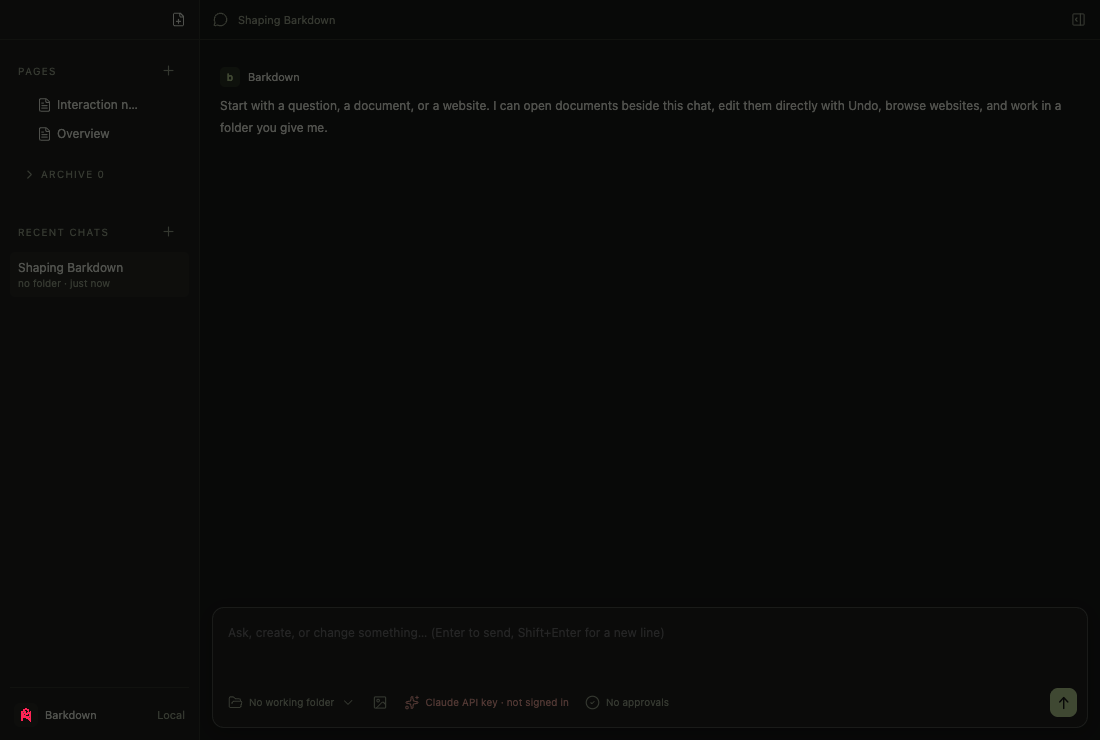 Shaping Barkdown
PAGES
Interaction n...
Overview
ARCHIVE 0
RECENT CHATS
Shaping Barkdown
no folder · just now
Barkdown
Local
b Barkdown
Start with a question, a document, or a website. I can open documents beside this chat, edit them directly with Undo, browse websites, and work in a
folder you give me.
Ask, create, or change something... (Enter to send, Shift+Enter for a new line)
No working folder
Claude API key · not signed in
No approvals